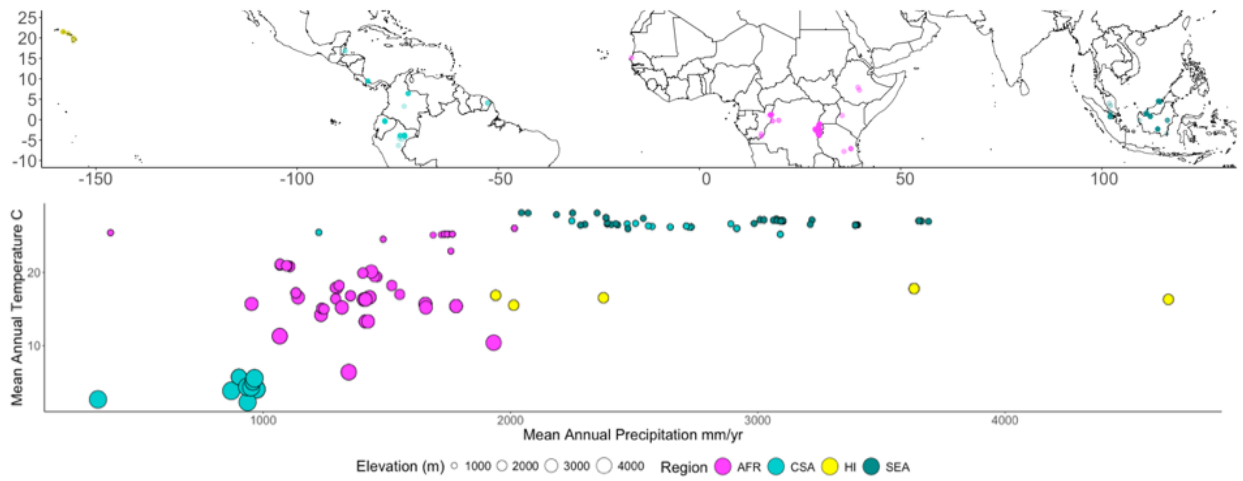 25
20
15
10
5
0
-5
-10
-150 -100 -50 0 50 100
Mean Annual Temperature C
20
10
1000 2000 3000 4000
Mean Annual Precipitation mm/yr
Elevation (m) 1000 2000 3000 4000 Region AFR CSA HI SEA